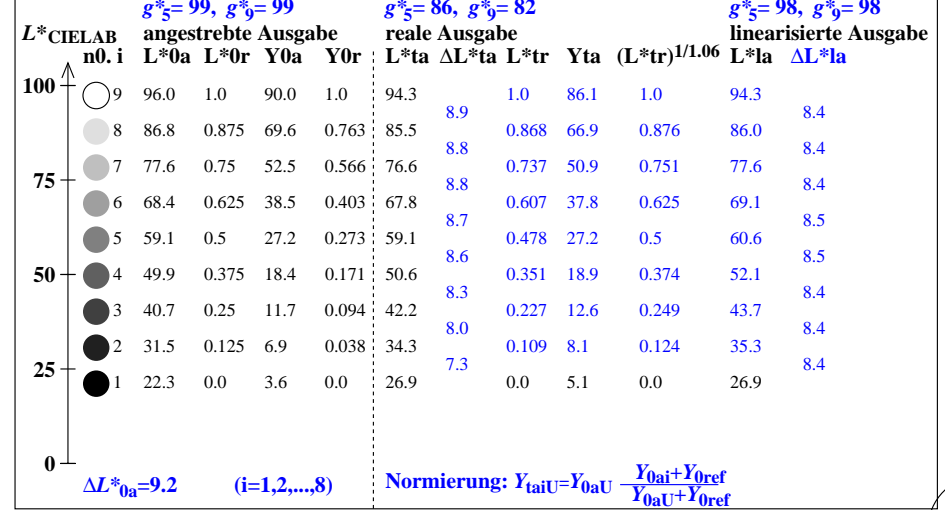 g*5= 99, g*9= 99 g*5= 86, g*9= 82 g*5= 98, g*9= 98
L*CIELAB angestrebte Ausgabe reale Ausgabe linearisierte Ausgabe
n0. i L*0a L*0r Y0a Y0r L*ta ΔL*ta L*tr Yta (L*tr)1/1.06 L*la ΔL*la
100 9 96.0 1.0 90.0 1.0 94.3 1.0 86.1 1.0 94.3
8.9 8.4
8 86.8 0.875 69.6 0.763 85.5 0.868 66.9 0.876 86.0
8.8 8.4
7 77.6 0.75 52.5 0.566 76.6 0.737 50.9 0.751 77.6
75 8.8 8.4
6 68.4 0.625 38.5 0.403 67.8 0.607 37.8 0.625 69.1
8.7 8.5
5 59.1 0.5 27.2 0.273 59.1 0.478 27.2 0.5 60.6
8.6 8.5
50 4 49.9 0.375 18.4 0.171 50.6 0.351 18.9 0.374 52.1
8.3 8.4
3 40.7 0.25 11.7 0.094 42.2 0.227 12.6 0.249 43.7
8.0 8.4
2 31.5 0.125 6.9 0.038 34.3 0.109 8.1 0.124 35.3
25 7.3 8.4
1 22.3 0.0 3.6 0.0 26.9 0.0 5.1 0.0 26.9
0
ΔL*0a=9.2 (i=1,2,...,8) Normierung: YtaiU=Y0aU Y0ai+Y0ref
Y0aU+Y0ref